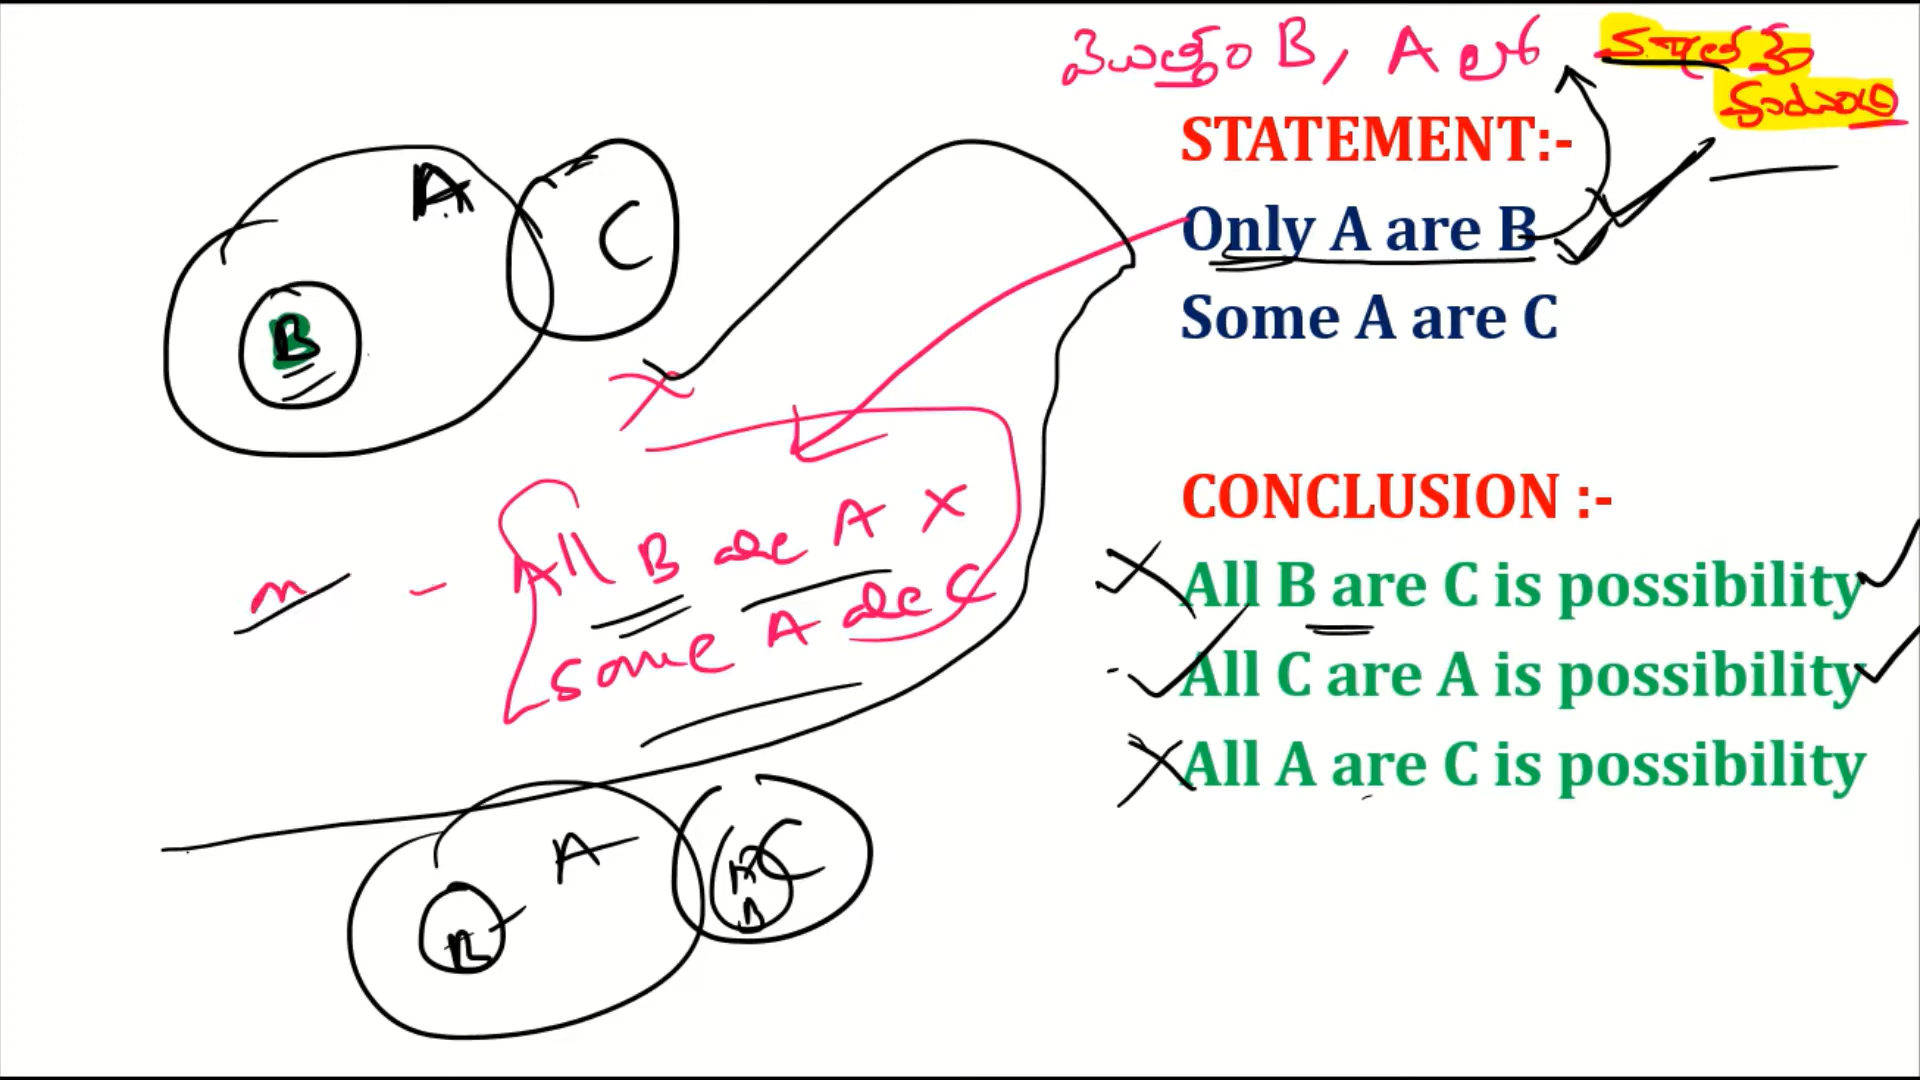 మొత్తం B, A లో మాత్రమే
వుండాలి
STATEMENT:-
Only A are B
Some A are C
A C
B
All B are A X
Some A are C
CONCLUSION :-
All B are C is possibility
All C are A is possibility
All A are C is possibility
A C
B